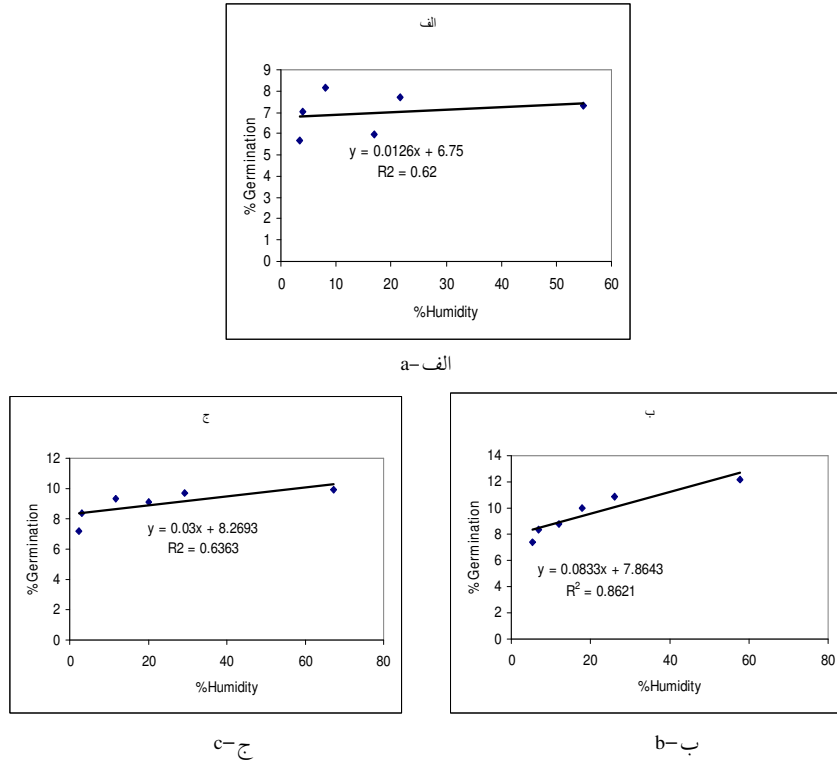 الف
9
8
7
6
5
4
3
2
1
0
% Germination
y = 0.0126x + 6.75
R2 = 0.62
0 10 20 30 40 50 60
%Humidity
الف-a
ب
14
12
10
8
6
4
2
0
%Germination
y = 0.0833x + 7.8643
R² = 0.8621
0 20 40 60 80
%Humidity
ب-b
ج
12
10
8
6
4
2
0
%Germination
y = 0.03x + 8.2693
R2 = 0.6363
0 20 40 60 80
%Humidity
ج-c